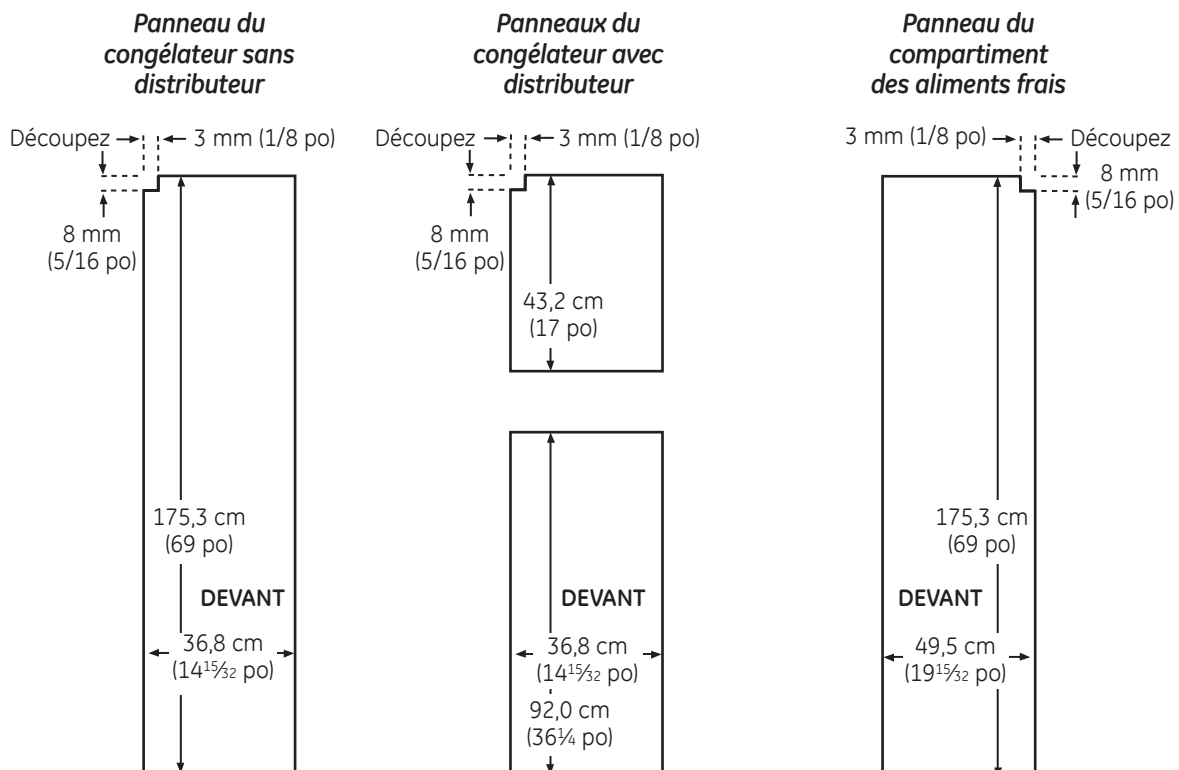 Panneau du
congélateur sans
distributeur
Découpez
3 mm (1/8 po)
8 mm
(5/16 po)
175,3 cm
(69 po)
DEVANT
36,8 cm
(14 15/32 po)
Panneaux du
congélateur avec
distributeur
Découpez
3 mm (1/8 po)
8 mm
(5/16 po)
43,2 cm
(17 po)
DEVANT
36,8 cm
(14 15/32 po)
92,0 cm
(36 1/4 po)
Panneau du
compartiment
des aliments frais
3 mm (1/8 po)
Découpez
8 mm
(5/16 po)
175,3 cm
(69 po)
DEVANT
49,5 cm
(19 15/32 po)